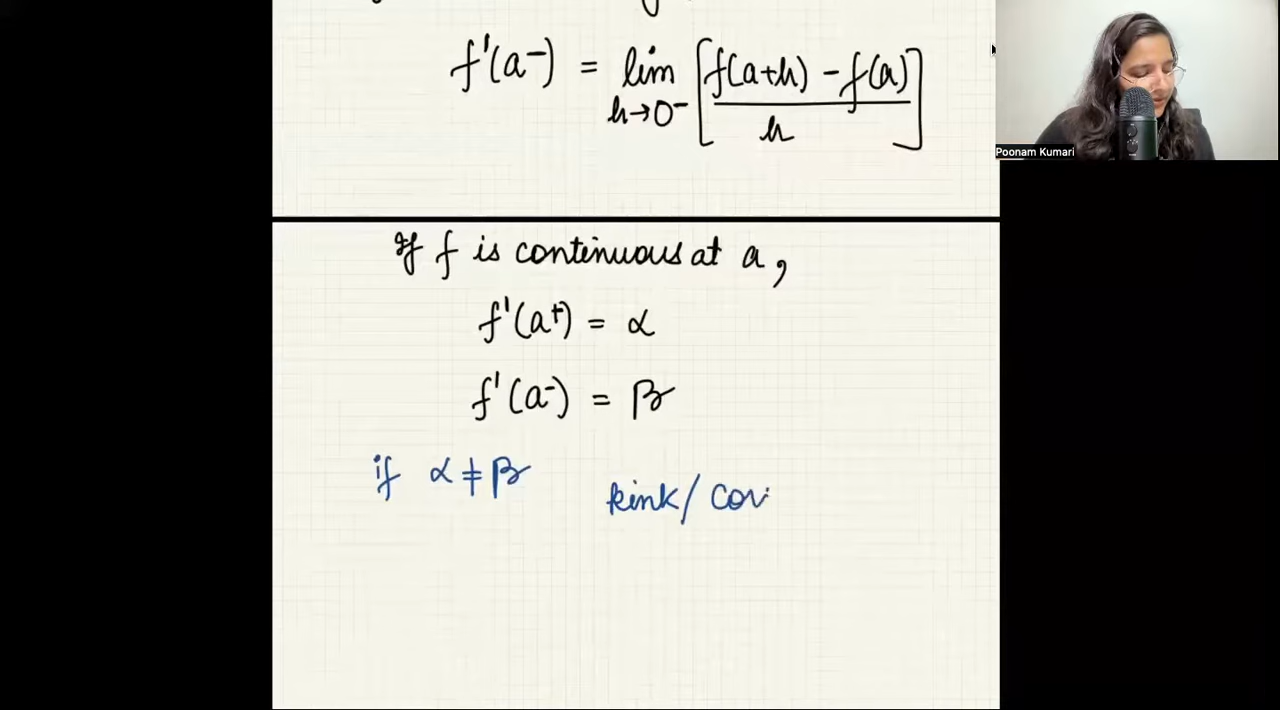 f'(a⁻) = lim h→0⁻ [f(a+h) - f(a) / h]
Poonam Kumari
If f is continuous at a,
f'(a⁺) = α
f'(a⁻) = β
if α ≠ β kink/